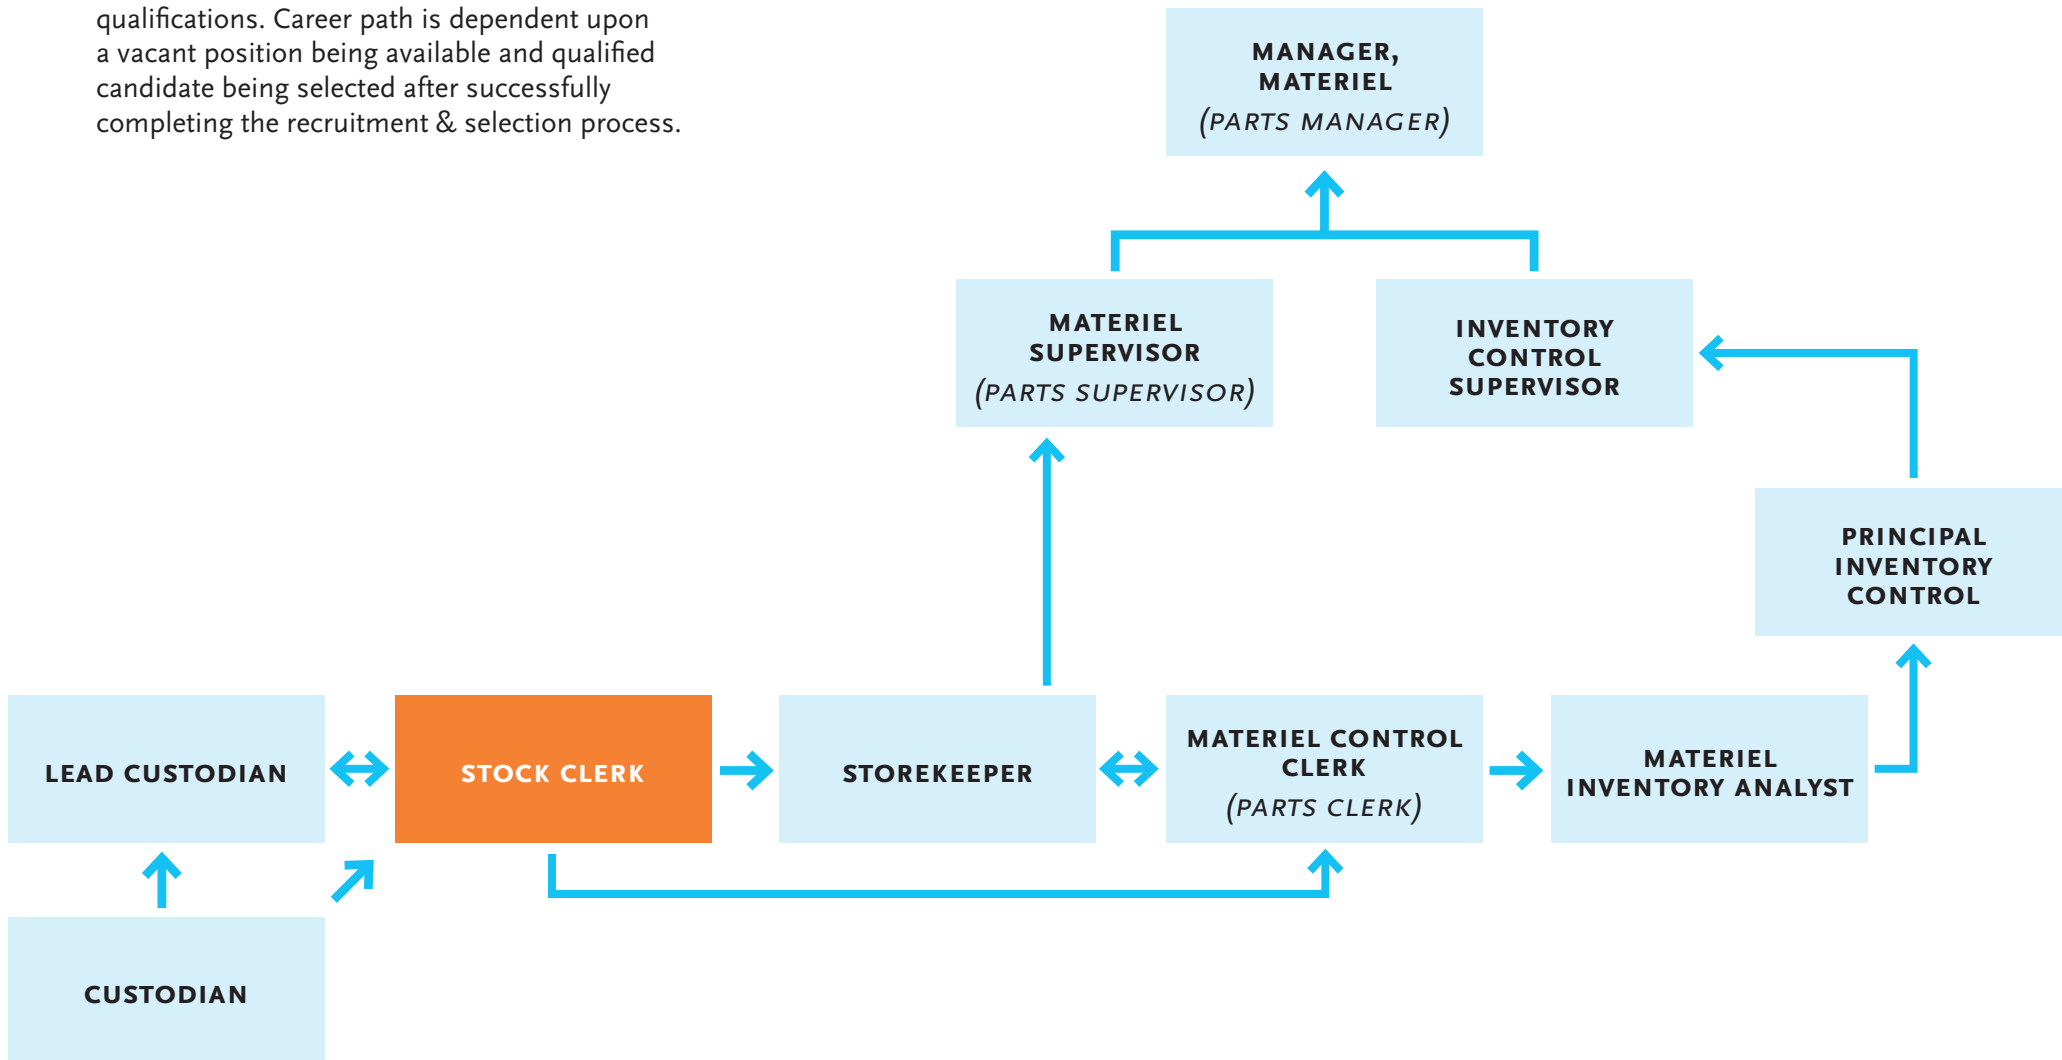 qualifications. Career path is dependent upon
a vacant position being available and qualified
candidate being selected after successfully
completing the recruitment & selection process.
MANAGER,
MATERIEL
(PARTS MANAGER)
MATERIEL
SUPERVISOR
(PARTS SUPERVISOR)
INVENTORY
CONTROL
SUPERVISOR
PRINCIPAL
INVENTORY
CONTROL
LEAD CUSTODIAN
STOCK CLERK
STOREKEEPER
MATERIEL CONTROL
CLERK
(PARTS CLERK)
MATERIEL
INVENTORY ANALYST
CUSTODIAN